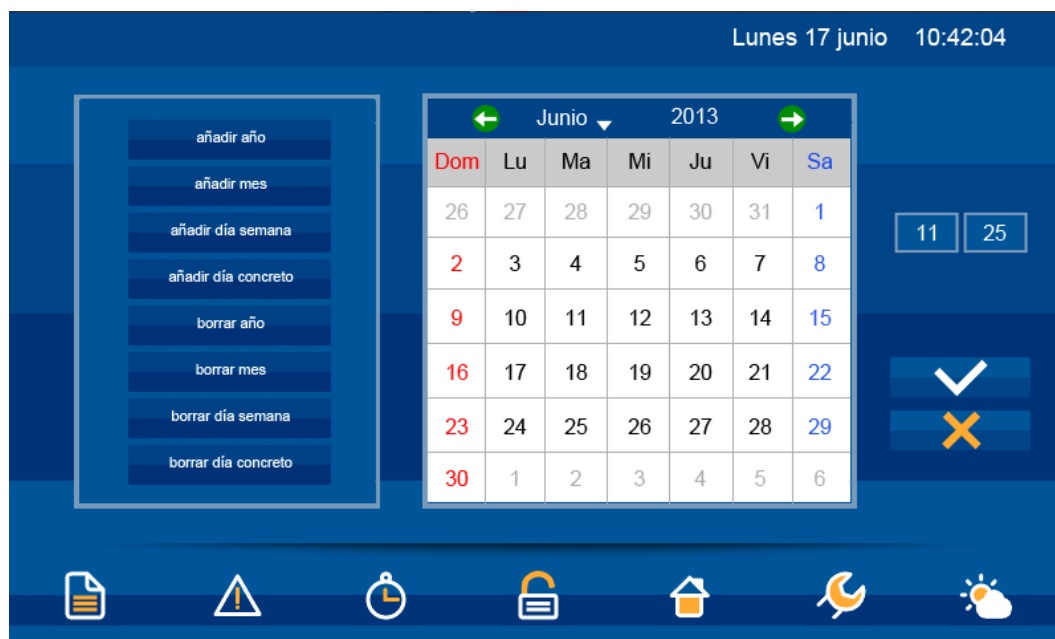 Lunes 17 junio 10:42:04
añadir año
añadir mes
añadir día semana
añadir día concreto
borrar año
borrar mes
borrar día semana
borrar día concreto
Junio 2013
Dom Lu Ma Mi Ju Vi Sa
26 27 28 29 30 31 1
2 3 4 5 6 7 8
9 10 11 12 13 14 15
16 17 18 19 20 21 22
23 24 25 26 27 28 29
30 1 2 3 4 5 6
11 25